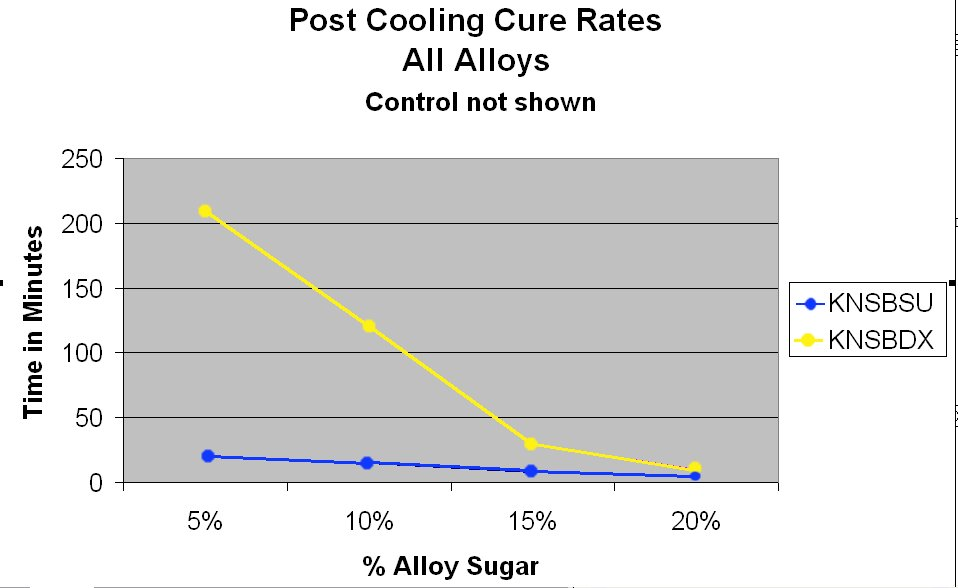 Post Cooling Cure Rates
All Alloys
Control not shown
250
200
150
100
50
0
Time in Minutes
5% 10% 15% 20%
% Alloy Sugar
KNSBSU
KNSBDX